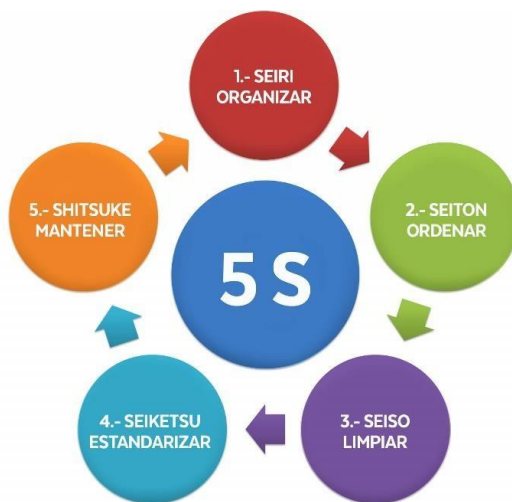 1.- SEIRI
ORGANIZAR
2.- SEITON
ORDENAR
3.- SEISO
LIMPIAR
4.- SEIKETSU
ESTANDARIZAR
5.- SHITSUKE
MANTENER
5 S